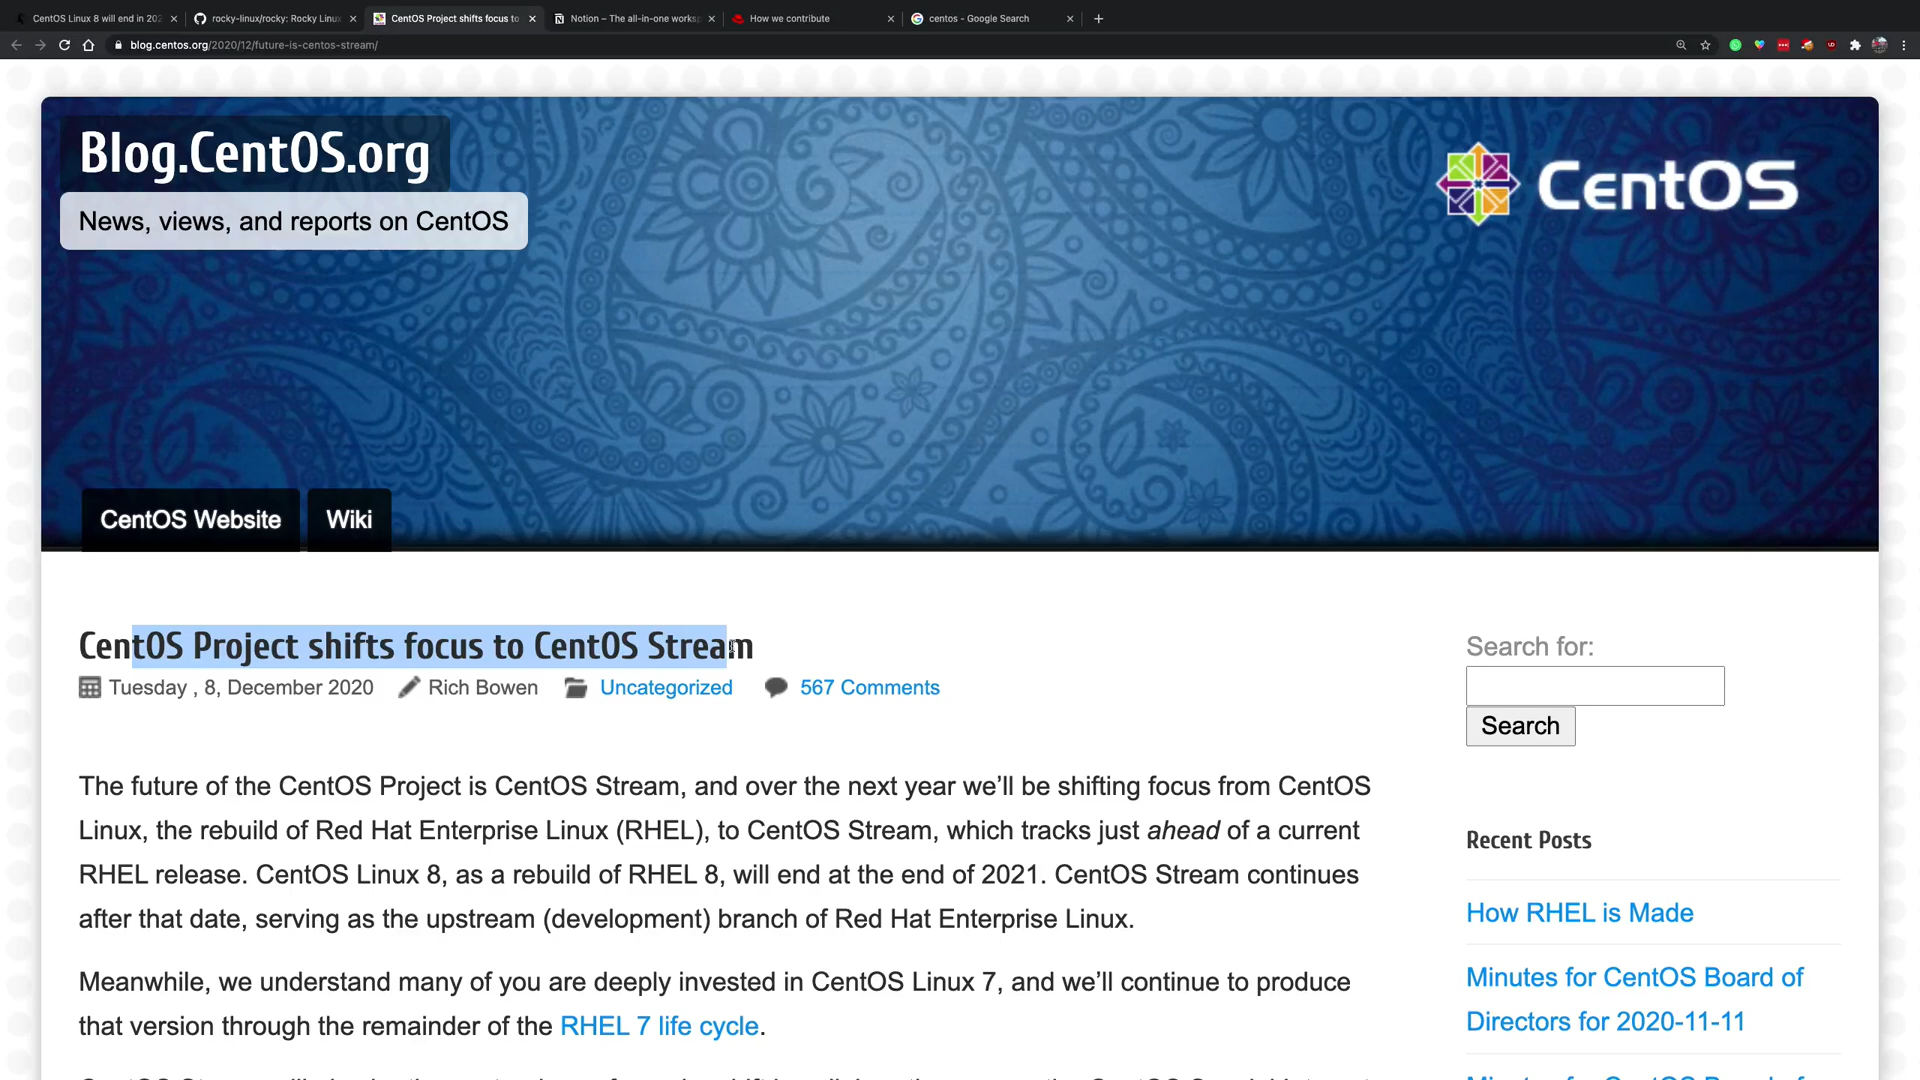 CentOS Linux 8 will end in 202
rocky-linux/rocky: Rocky Linux
CentOS Project shifts focus to
Notion – The all-in-one worksp
How we contribute
centos - Google Search
blog.centos.org/2020/12/future-is-centos-stream/
Blog.CentOS.org
News, views, and reports on CentOS
CentOS
CentOS Website
Wiki
CentOS Project shifts focus to CentOS Stream
Tuesday , 8, December 2020 Rich Bowen Uncategorized 567 Comments
The future of the CentOS Project is CentOS Stream, and over the next year we’ll be shifting focus from CentOS
Linux, the rebuild of Red Hat Enterprise Linux (RHEL), to CentOS Stream, which tracks just ahead of a current
RHEL release. CentOS Linux 8, as a rebuild of RHEL 8, will end at the end of 2021. CentOS Stream continues
after that date, serving as the upstream (development) branch of Red Hat Enterprise Linux.
Meanwhile, we understand many of you are deeply invested in CentOS Linux 7, and we’ll continue to produce
that version through the remainder of the RHEL 7 life cycle.
Search for:
Search
Recent Posts
How RHEL is Made
Minutes for CentOS Board of
Directors for 2020-11-11